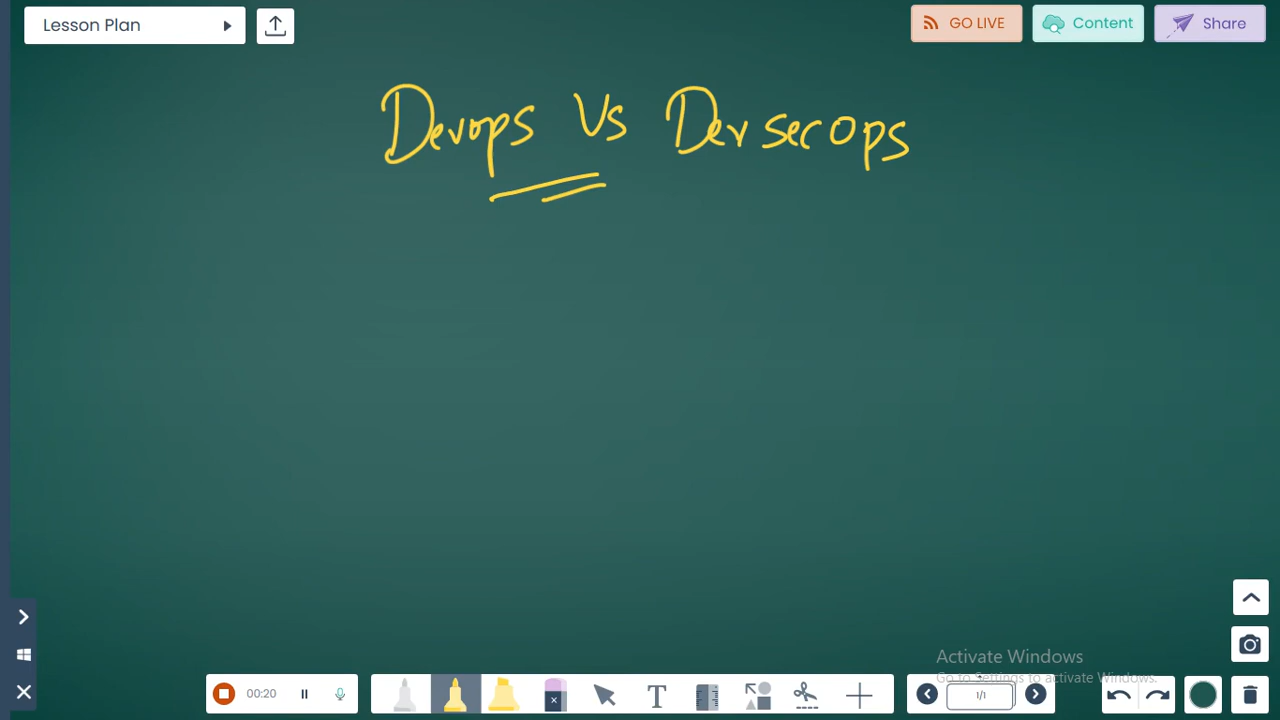 Lesson Plan
GO LIVE
Content
Share
Devops Vs Devsecops
Activate Windows
Go to Settings to activate Windows.
00:20
T
1/1